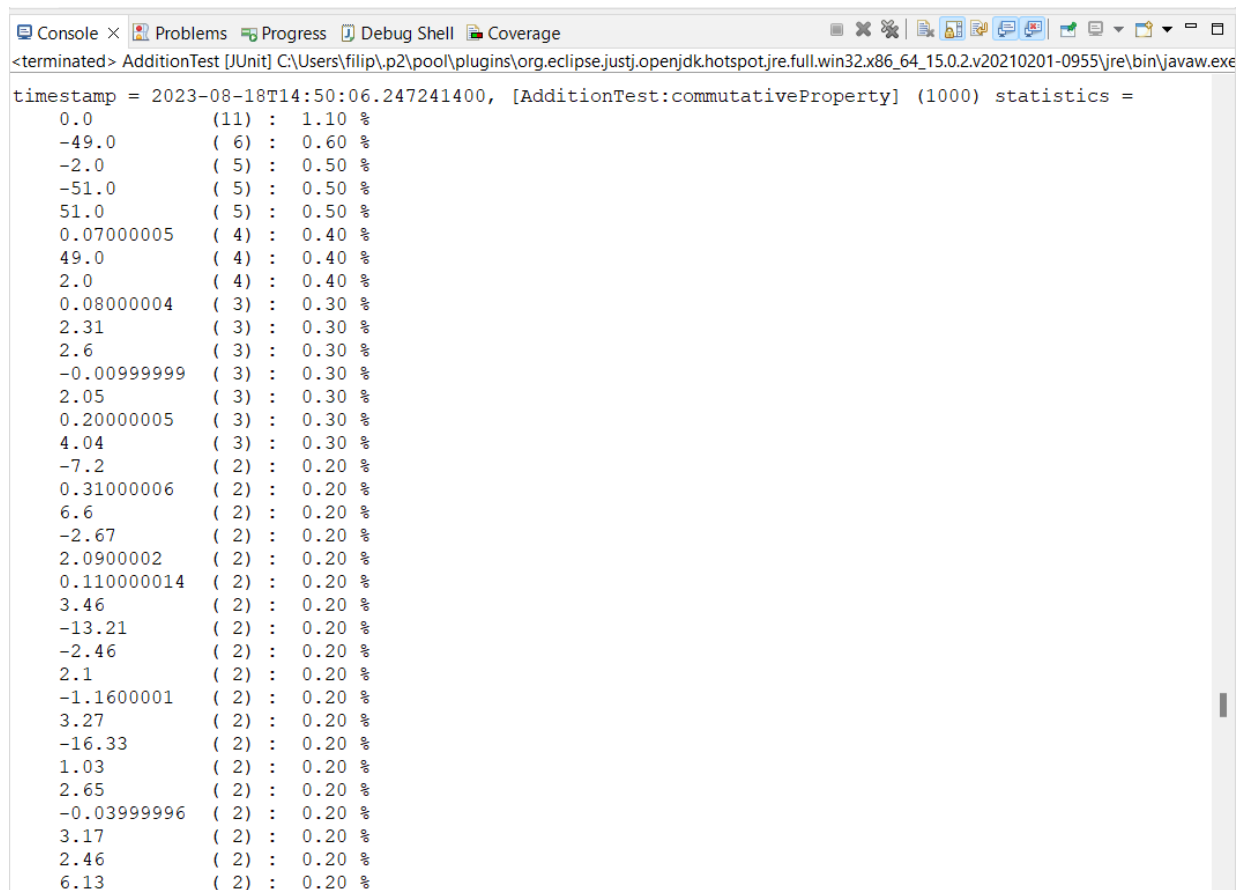 Console × Problems Progress Debug Shell Coverage
<terminated> AdditionTest [JUnit] C:\Users\filip\.p2\pool\plugins\org.eclipse.justj.openjdk.hotspot.jre.full.win32.x86_64_15.0.2.v20210201-0955\jre\bin\javaw.exe
timestamp = 2023-08-18T14:50:06.247241400, [AdditionTest:commutativeProperty] (1000) statistics =
0.0 (11) : 1.10 %
-49.0 ( 6) : 0.60 %
-2.0 ( 5) : 0.50 %
-51.0 ( 5) : 0.50 %
51.0 ( 5) : 0.50 %
0.07000005 ( 4) : 0.40 %
49.0 ( 4) : 0.40 %
2.0 ( 4) : 0.40 %
0.08000004 ( 3) : 0.30 %
2.31 ( 3) : 0.30 %
2.6 ( 3) : 0.30 %
-0.00999999 ( 3) : 0.30 %
2.05 ( 3) : 0.30 %
0.20000005 ( 3) : 0.30 %
4.04 ( 3) : 0.30 %
-7.2 ( 2) : 0.20 %
0.31000006 ( 2) : 0.20 %
6.6 ( 2) : 0.20 %
-2.67 ( 2) : 0.20 %
2.0900002 ( 2) : 0.20 %
0.110000014 ( 2) : 0.20 %
3.46 ( 2) : 0.20 %
-13.21 ( 2) : 0.20 %
-2.46 ( 2) : 0.20 %
2.1 ( 2) : 0.20 %
-1.1600001 ( 2) : 0.20 %
3.27 ( 2) : 0.20 %
-16.33 ( 2) : 0.20 %
1.03 ( 2) : 0.20 %
2.65 ( 2) : 0.20 %
-0.03999996 ( 2) : 0.20 %
3.17 ( 2) : 0.20 %
2.46 ( 2) : 0.20 %
6.13 ( 2) : 0.20 %